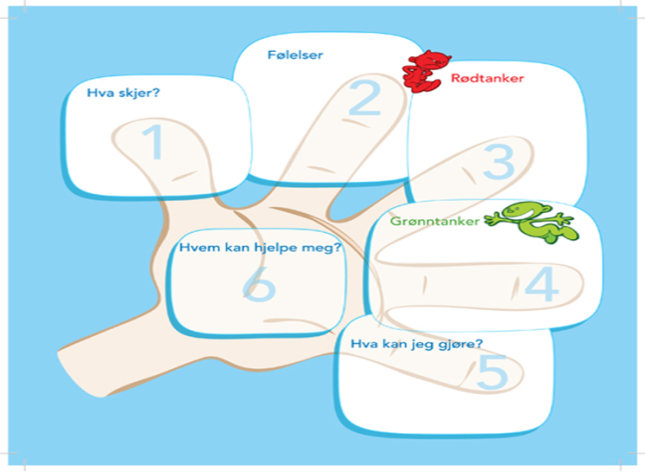 Hva skjer?
1
Følelser
2
Rødtanker
3
Grønntanker
4
Hva kan jeg gjøre?
5
Hvem kan hjelpe meg?
6